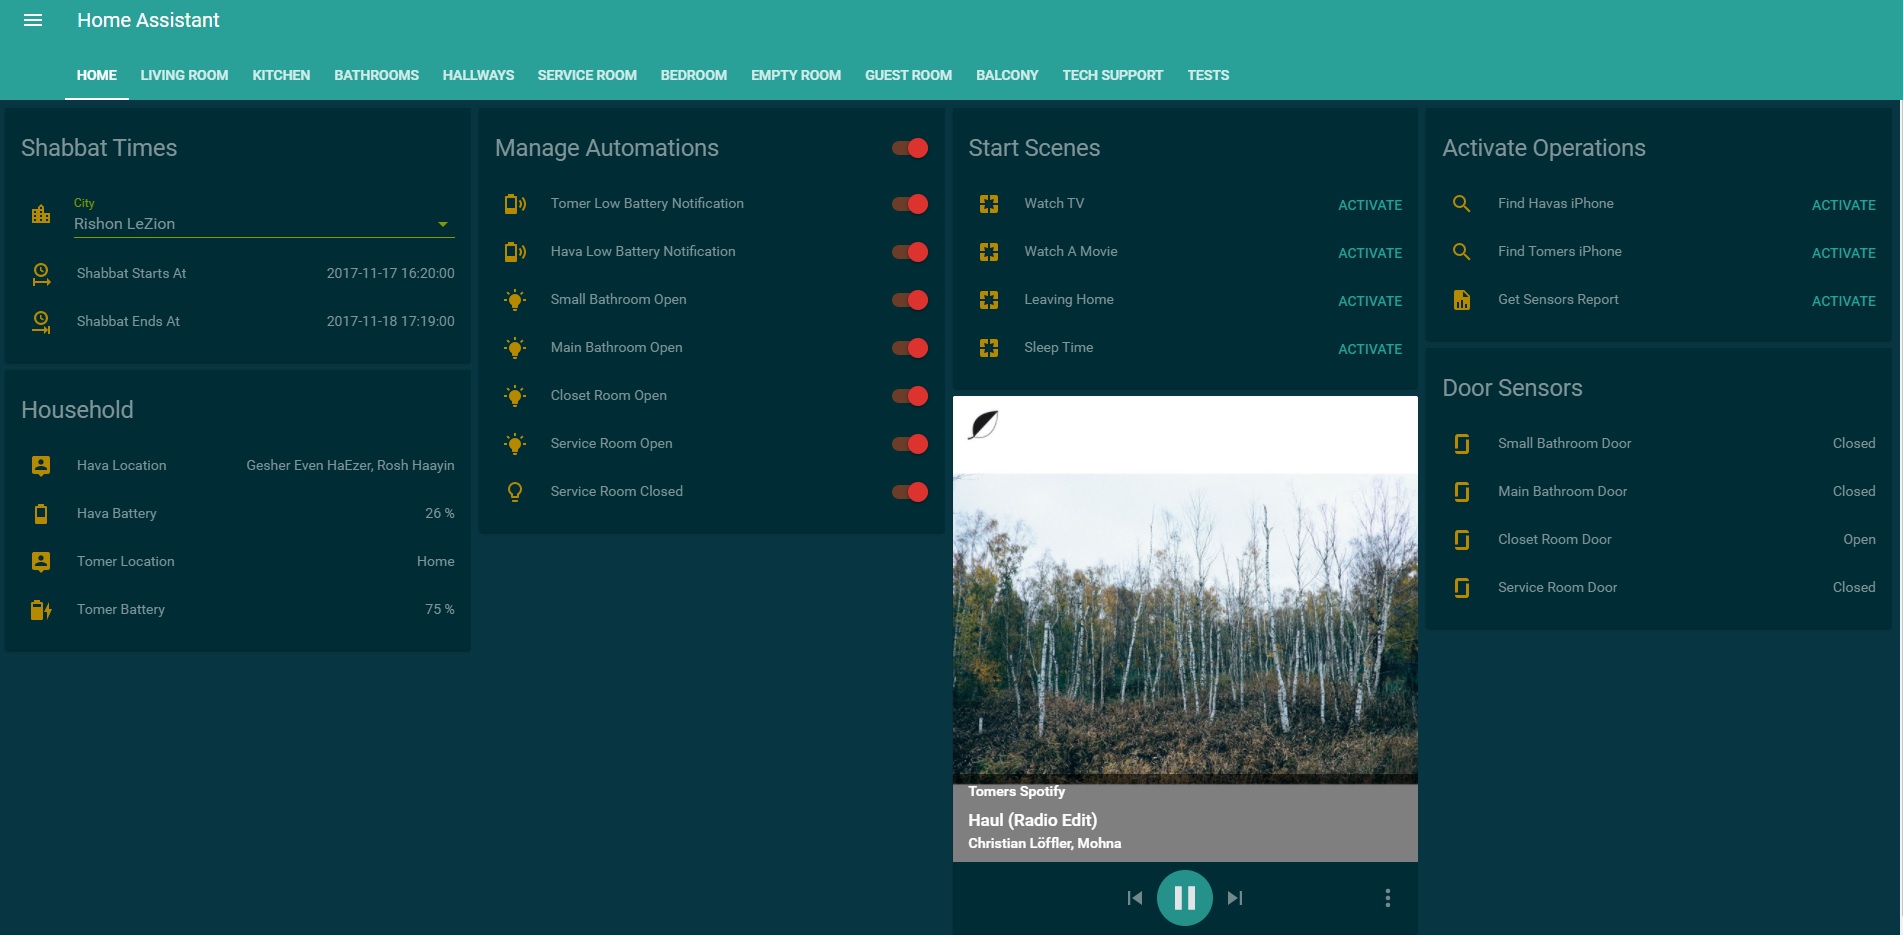 Home Assistant
HOME LIVING ROOM KITCHEN BATHROOMS HALLWAYS SERVICE ROOM BEDROOM EMPTY ROOM GUEST ROOM BALCONY TECH SUPPORT TESTS
Shabbat Times
City
Rishon LeZion
Shabbat Starts At 2017-11-17 16:20:00
Shabbat Ends At 2017-11-18 17:19:00
Household
Hava Location Gesher Even HaEzer, Rosh Haayin
Hava Battery 26 %
Tomer Location Home
Tomer Battery 75 %
Manage Automations
Tomer Low Battery Notification
Hava Low Battery Notification
Small Bathroom Open
Main Bathroom Open
Closet Room Open
Service Room Open
Service Room Closed
Start Scenes
Watch TV ACTIVATE
Watch A Movie ACTIVATE
Leaving Home ACTIVATE
Sleep Time ACTIVATE
Tomers Spotify
Haul (Radio Edit)
Christian Löffler, Mohna
Activate Operations
Find Havas iPhone ACTIVATE
Find Tomers iPhone ACTIVATE
Get Sensors Report ACTIVATE
Door Sensors
Small Bathroom Door Closed
Main Bathroom Door Closed
Closet Room Door Open
Service Room Door Closed